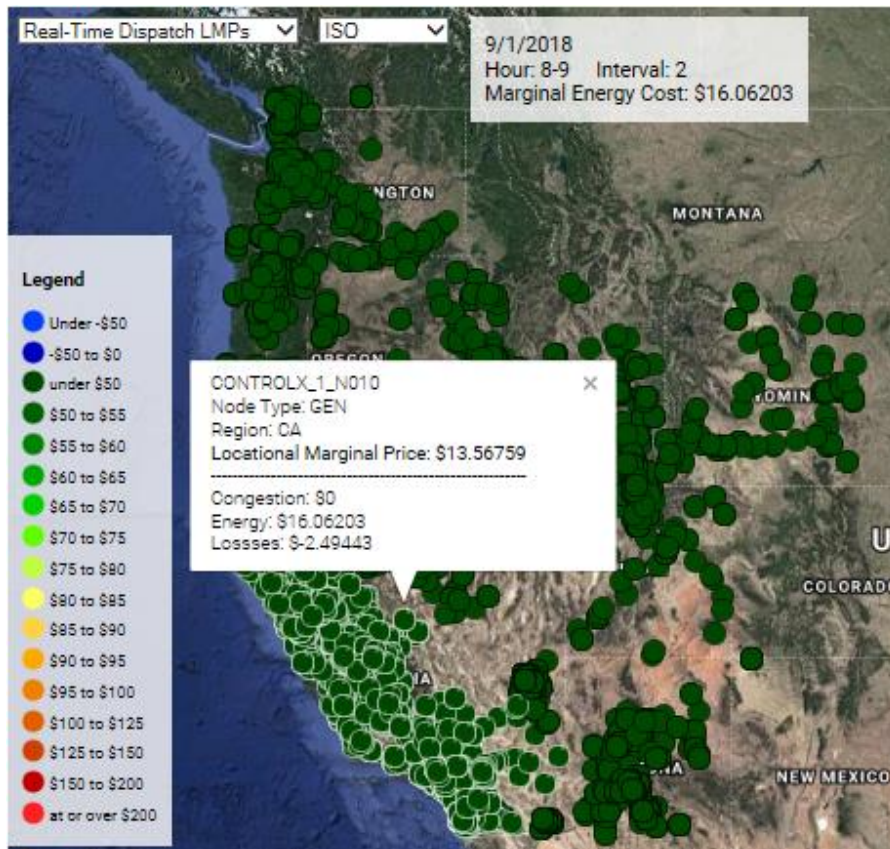 Real-Time Dispatch LMPs
ISO
9/1/2018
Hour: 8-9 Interval: 2
Marginal Energy Cost: $16.06203
NGTON
MONTANA
Legend
Under -$50
-$50 to $0
under $50
$50 to $55
$55 to $60
$60 to $65
$65 to $70
$70 to $75
$75 to $80
$80 to $85
$85 to $90
$90 to $95
$95 to $100
$100 to $125
$125 to $150
$150 to $200
at or over $200
OREGON
YOMIN
CONTROLX_1_N010
Node Type: GEN
Region: CA
Locational Marginal Price: $13.56759
Congestion: $0
Energy: $16.06203
Lossses: $-2.49443
U
COLORADO
NIA
ONA
NEW MEXICO